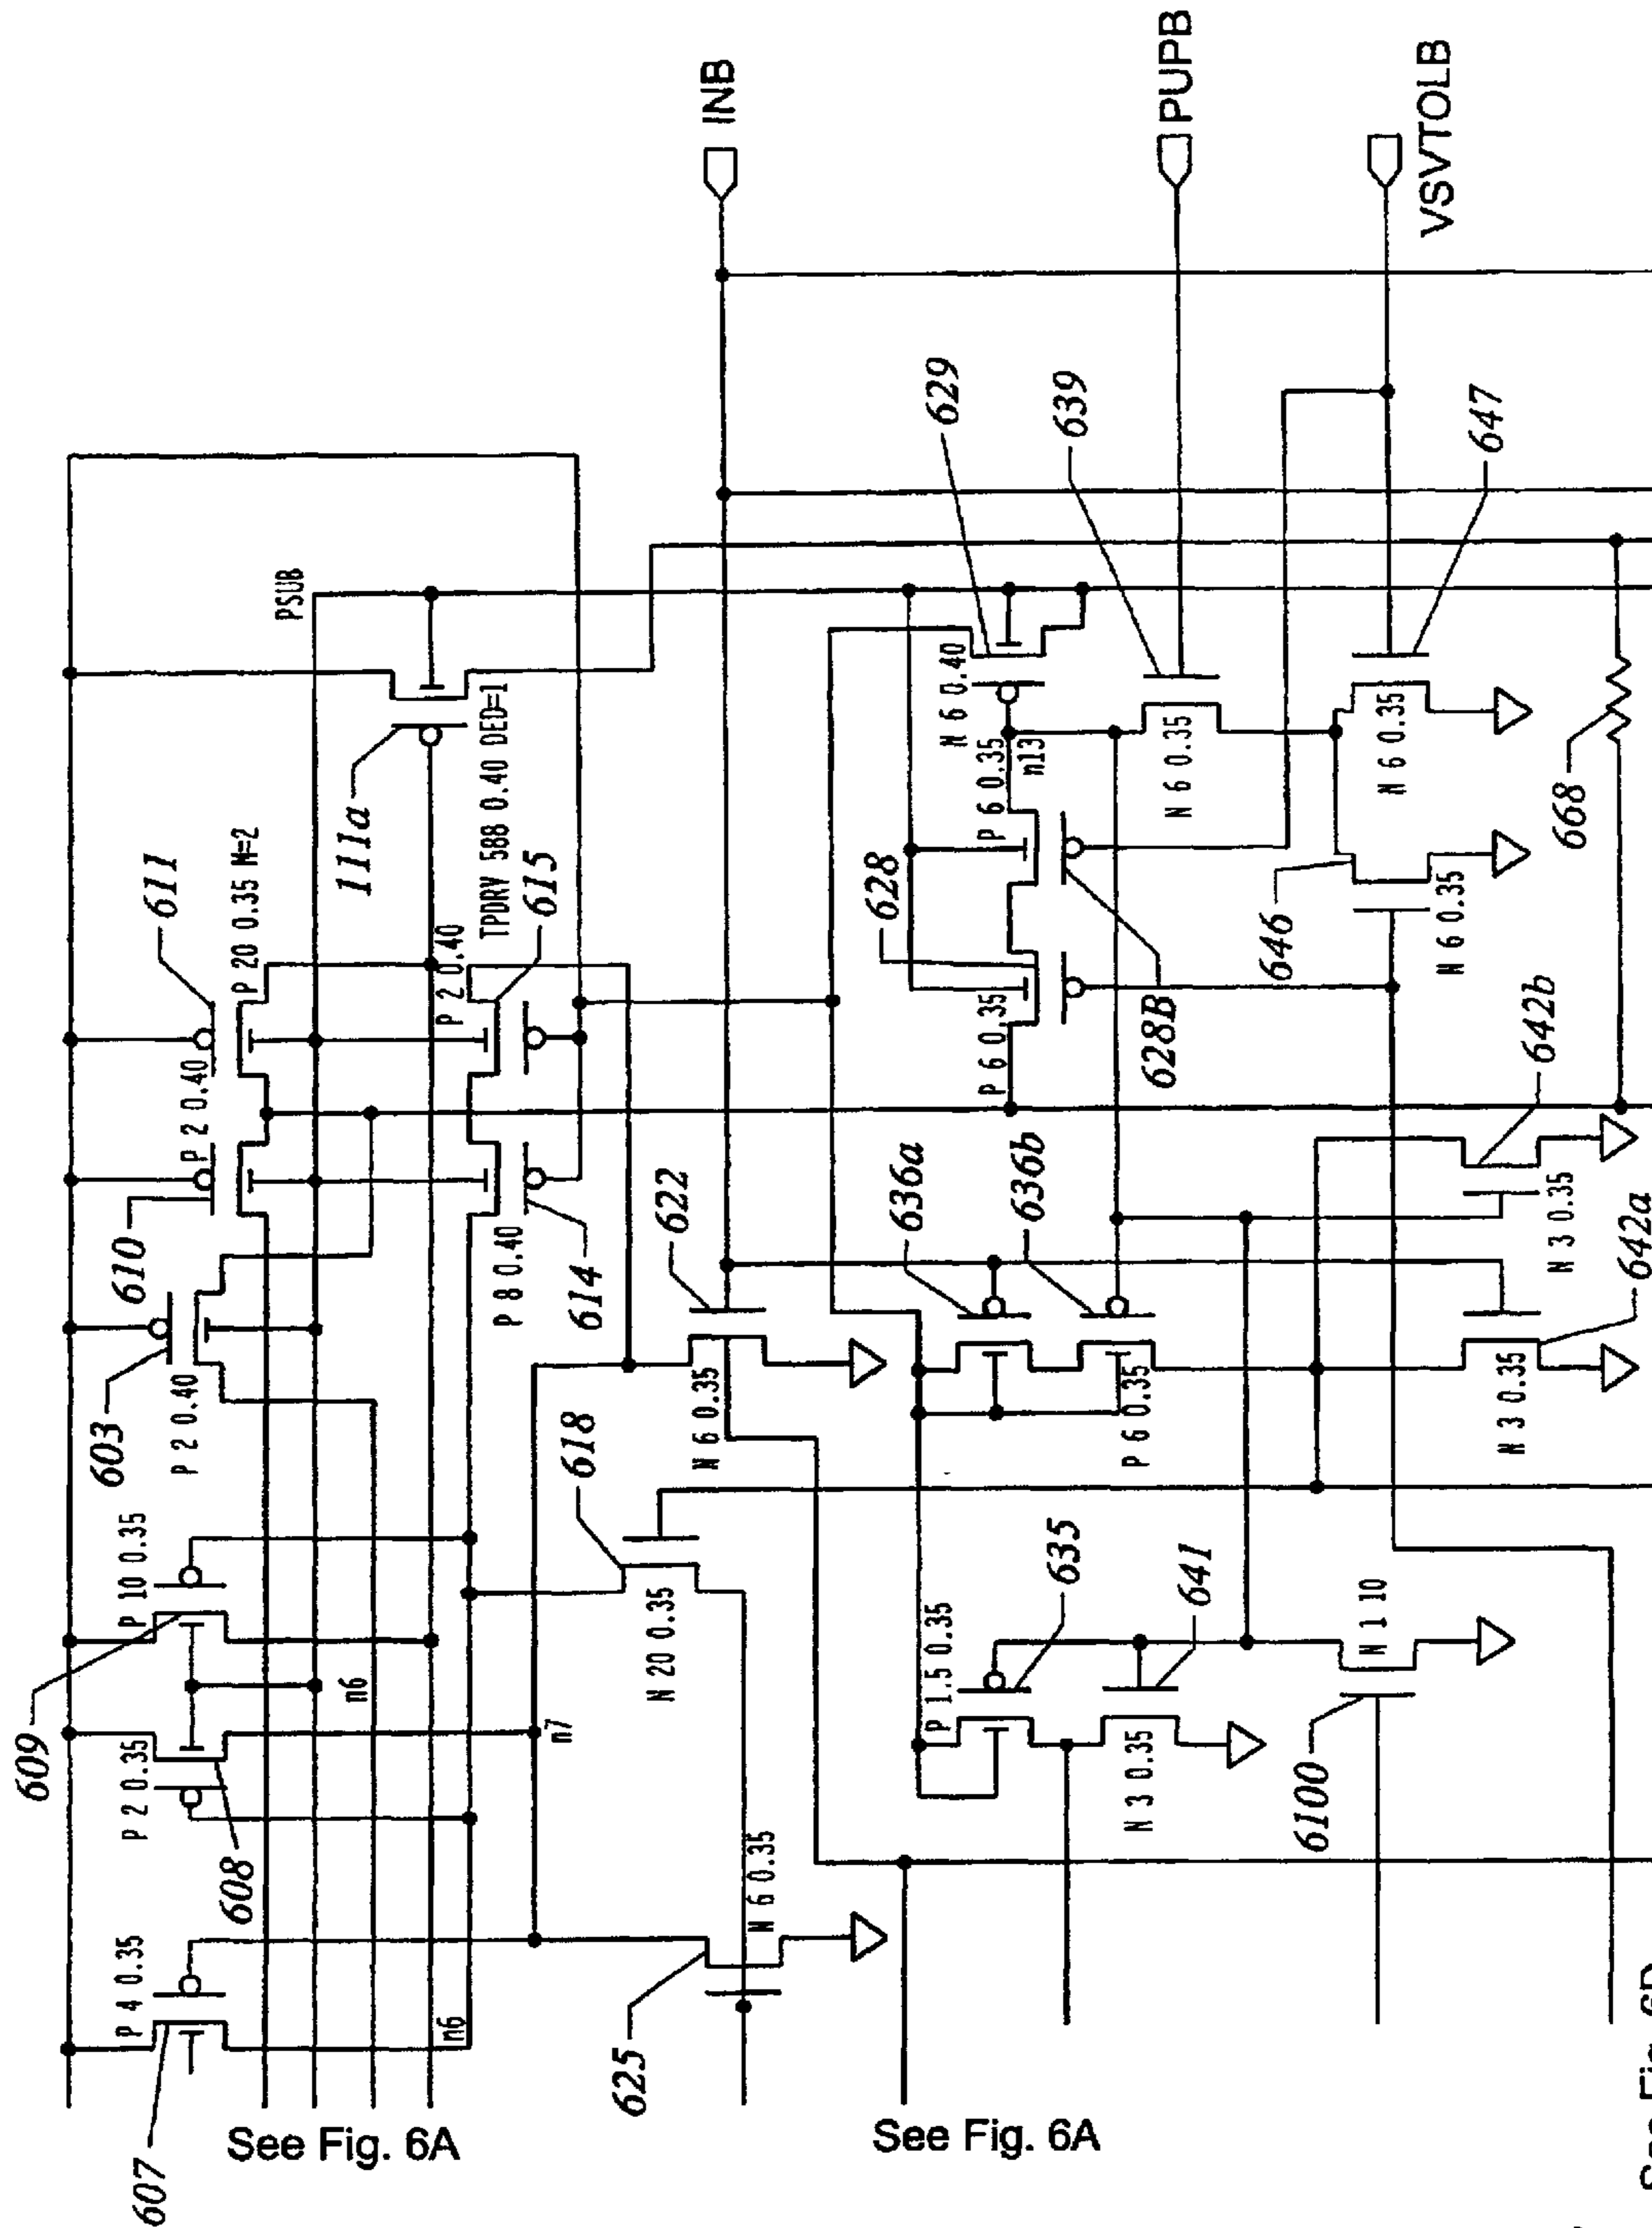 609
607
P 4 0.35
P 2 0.35
608
P 10 0.35
603
P 2 0.40
610
P 2 0.40
611
P 20 0.35 M=2
111a
PSUB
n6
n6
n7
P 8 0.40
614
P 2 0.40
TPDRV 588 0.40 DED=1
615
See Fig. 6A
625
N 6 0.35
N 20 0.35
618
N 6 0.35
622
INB
See Fig. 6A
P 1.5 0.35
635
N 3 0.35
641
636a
636b
P 6 0.35
628
P 6 0.35
628B
P 6 0.35
n13
N 6 0.40
629
639
N 6 0.35
PUPB
6100
N 1 10
646
N 6 0.35
N 6 0.35
647
VSVTOLB
N 3 0.35
642a
N 3 0.35
642b
668
See Fig. 6D